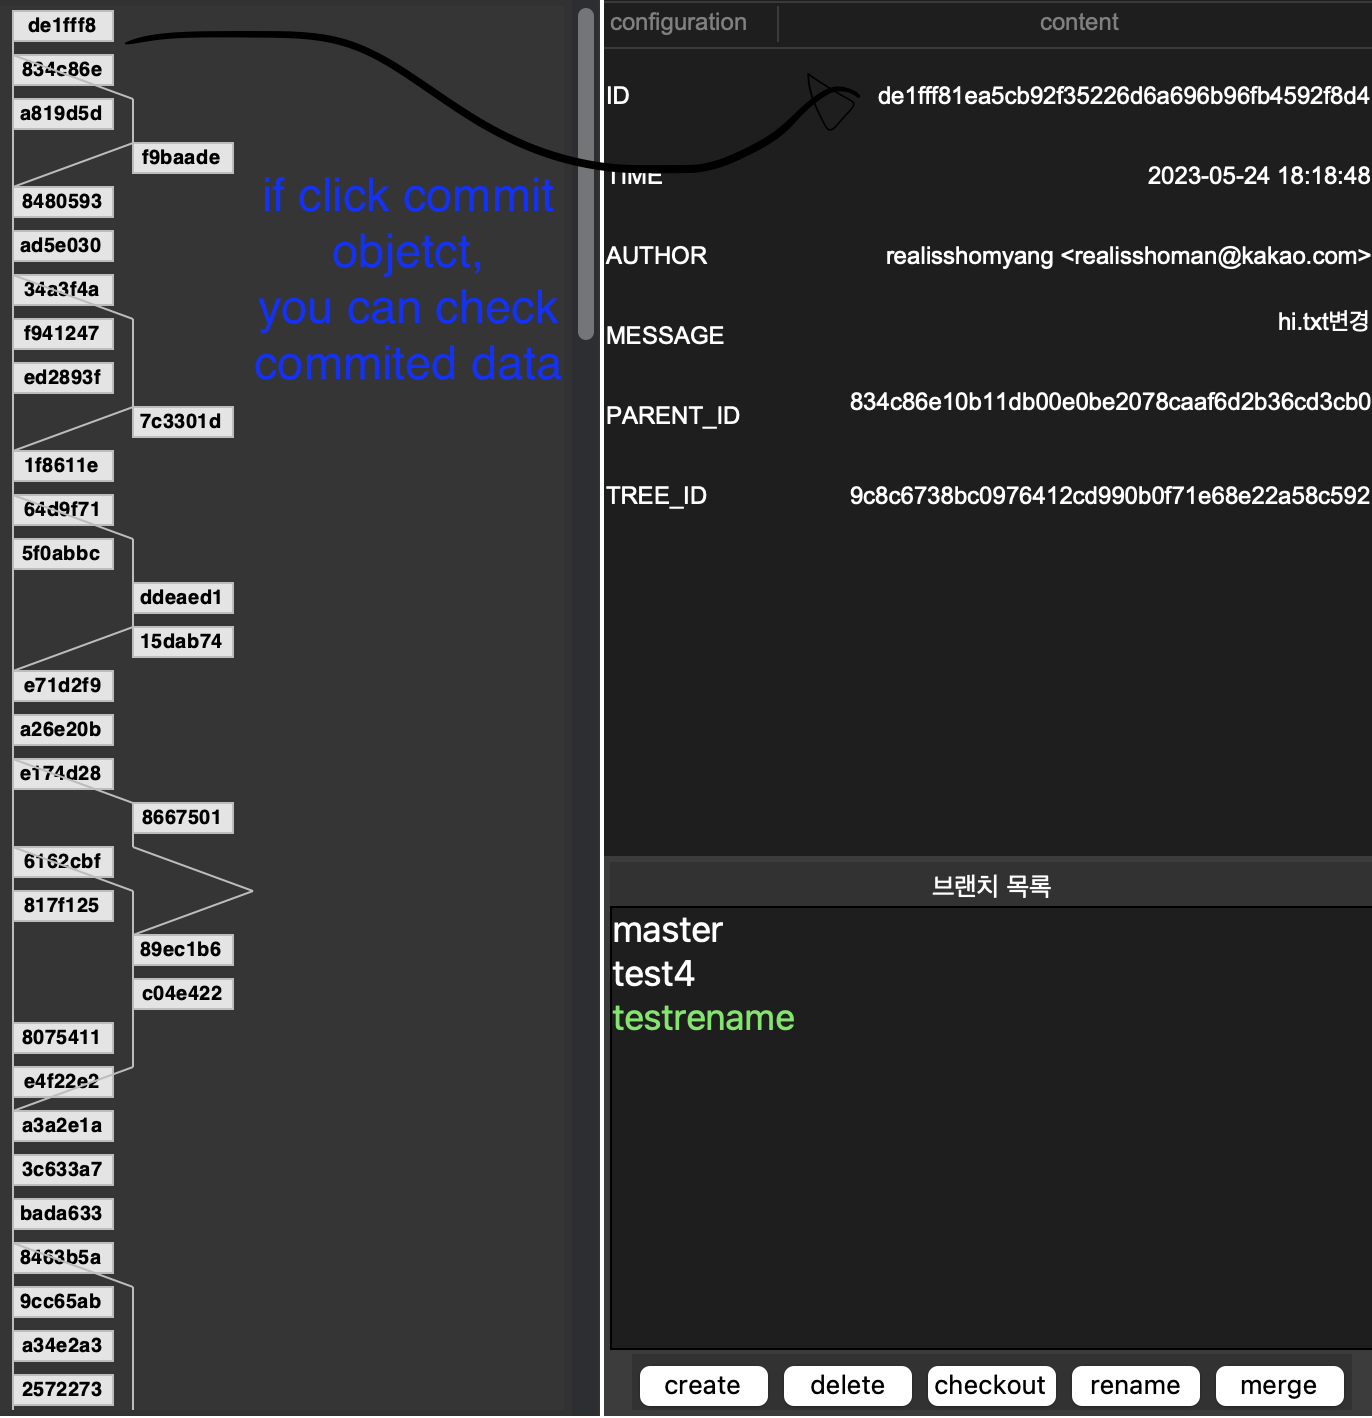 de1fff8
834c86e
a819d5d
f9baade
8480593
ad5e030
34a3f4a
f941247
ed2893f
7c3301d
1f8611e
64d9f71
5f0abbc
ddeaed1
15dab74
e71d2f9
a26e20b
e174d28
8667501
6162cbf
817f125
89ec1b6
c04e422
8075411
e4f22e2
a3a2e1a
3c633a7
bada633
8463b5a
9cc65ab
a34e2a3
2572273
if click commit
objetct,
you can check
commited data
configuration content
ID de1fff81ea5cb92f35226d6a696b96fb4592f8d4
TIME 2023-05-24 18:18:48
AUTHOR realisshomyang <realisshoman@kakao.com>
MESSAGE hi.txt변경
PARENT_ID 834c86e10b11db00e0be2078caaf6d2b36cd3cb0
TREE_ID 9c8c6738bc0976412cd990b0f71e68e22a58c592
브랜치 목록
master
test4
testrename
create delete checkout rename merge